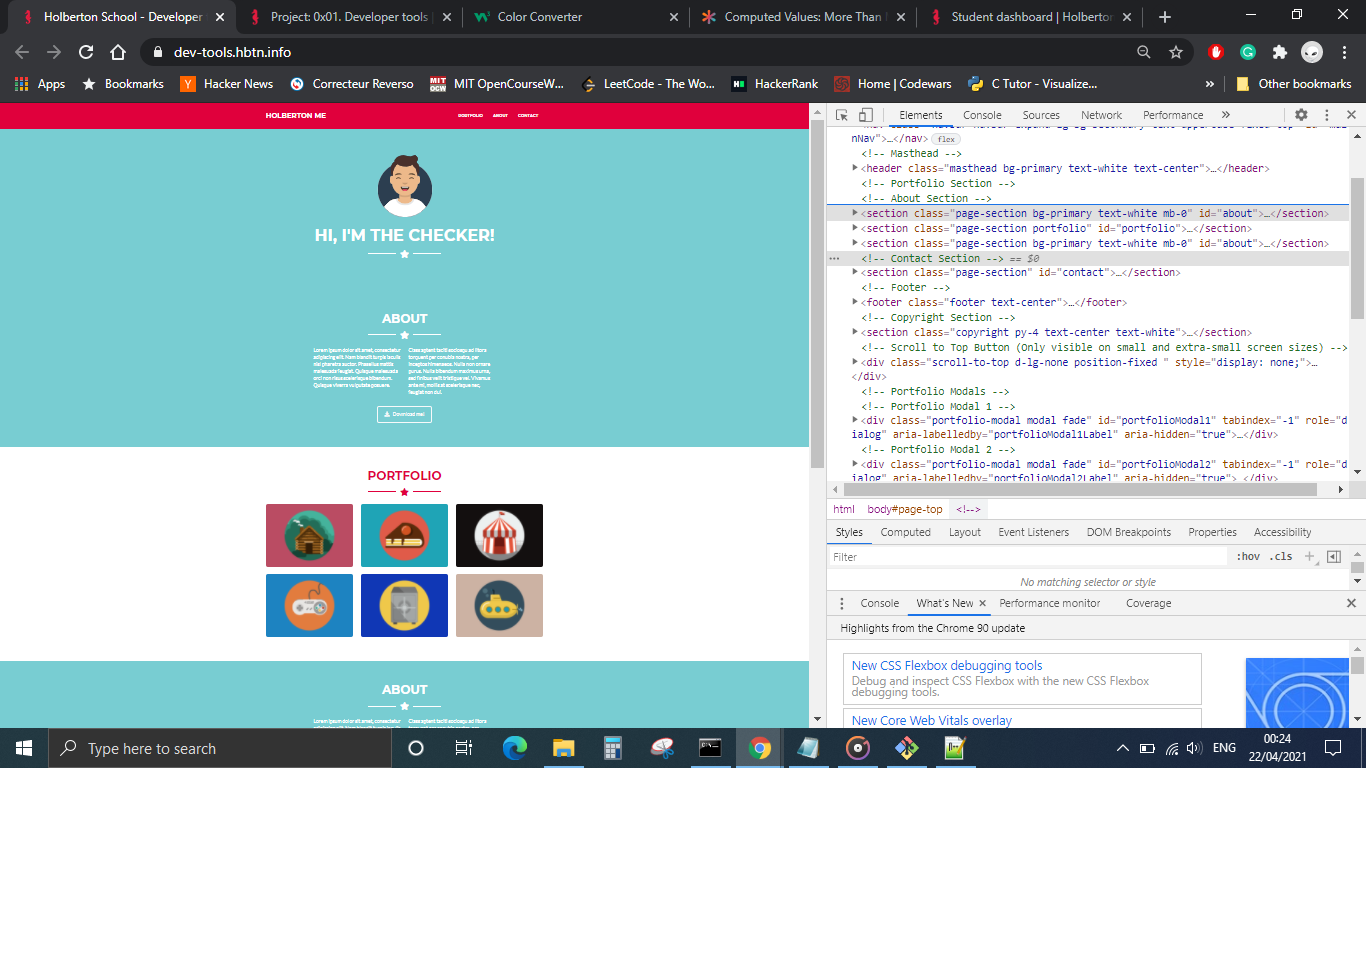 Holberton School - Developer
Project: 0x01. Developer tools
Color Converter
Computed Values: More Than
Student dashboard | Holberton
dev-tools.hbtn.info
Apps
Bookmarks
Hacker News
Correcteur Reverso
MIT OpenCourseW...
LeetCode - The Wo...
HackerRank
Home | Codewars
C Tutor - Visualize...
»
Other bookmarks
HOLBERTON ME
PORTFOLIO
ABOUT
CONTACT
HI, I'M THE CHECKER!
ABOUT
Download me!
PORTFOLIO
ABOUT
Elements
Console
Sources
Network
Performance
»
nNav">…</nav> flex
<!-- Masthead -->
<header class="masthead bg-primary text-white text-center">…</header>
<!-- Portfolio Section -->
<!-- About Section -->
<section class="page-section bg-primary text-white mb-0" id="about">…</section>
<section class="page-section portfolio" id="portfolio">…</section>
<section class="page-section bg-primary text-white mb-0" id="about">…</section>
<!-- Contact Section --> == $0
<section class="page-section" id="contact">…</section>
<!-- Footer -->
<footer class="footer text-center">…</footer>
<!-- Copyright Section -->
<section class="copyright py-4 text-center text-white">…</section>
<!-- Scroll to Top Button (Only visible on small and extra-small screen sizes) -->
<div class="scroll-to-top d-lg-none position-fixed " style="display: none;">…
</div>
<!-- Portfolio Modals -->
<!-- Portfolio Modal 1 -->
<div class="portfolio-modal modal fade" id="portfolioModal1" tabindex="-1" role="d
ialog" aria-labelledby="portfolioModal1Label" aria-hidden="true">…</div>
<!-- Portfolio Modal 2 -->
<div class="portfolio-modal modal fade" id="portfolioModal2" tabindex="-1" role="d
ialog" aria-labelledby="portfolioModal2Label" aria-hidden="true">…</div>
html
body#page-top
<!-->
Styles
Computed
Layout
Event Listeners
DOM Breakpoints
Properties
Accessibility
Filter
:hov
.cls
No matching selector or style
Console
What's New
Performance monitor
Coverage
Highlights from the Chrome 90 update
New CSS Flexbox debugging tools
Debug and inspect CSS Flexbox with the new CSS Flexbox
debugging tools.
New Core Web Vitals overlay
Type here to search
ENG
00:24
22/04/2021